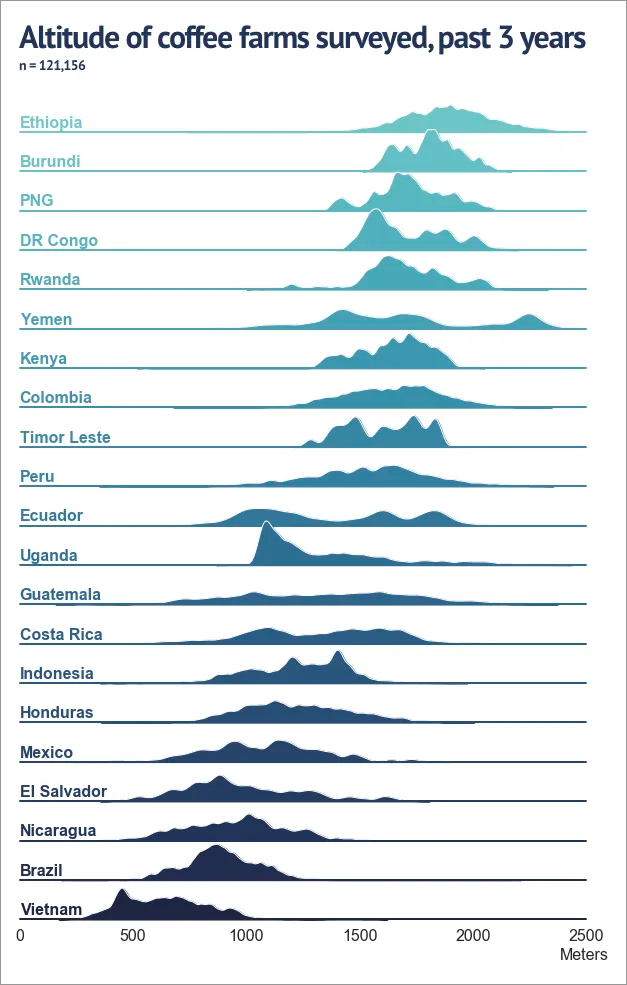 Altitude of coffee farms surveyed, past 3 years
n = 121,156
Ethiopia
Burundi
PNG
DR Congo
Rwanda
Yemen
Kenya
Colombia
Timor Leste
Peru
Ecuador
Uganda
Guatemala
Costa Rica
Indonesia
Honduras
Mexico
El Salvador
Nicaragua
Brazil
Vietnam
0 500 1000 1500 2000 2500
Meters